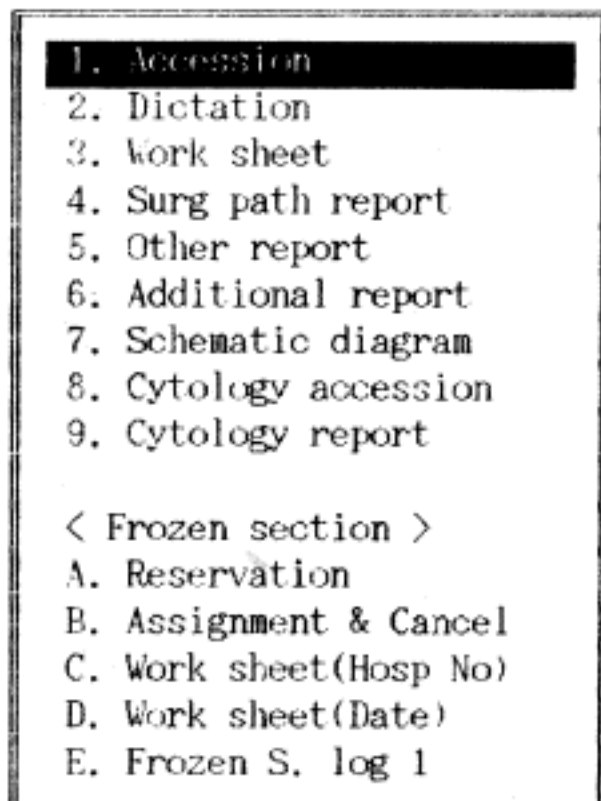 1. Accession
2. Dictation
3. Work sheet
4. Surg path report
5. Other report
6. Additional report
7. Schematic diagram
8. Cytology accession
9. Cytology report
< Frozen section >
A. Reservation
B. Assignment & Cancel
C. Work sheet(Hosp No)
D. Work sheet(Date)
E. Frozen S. log 1